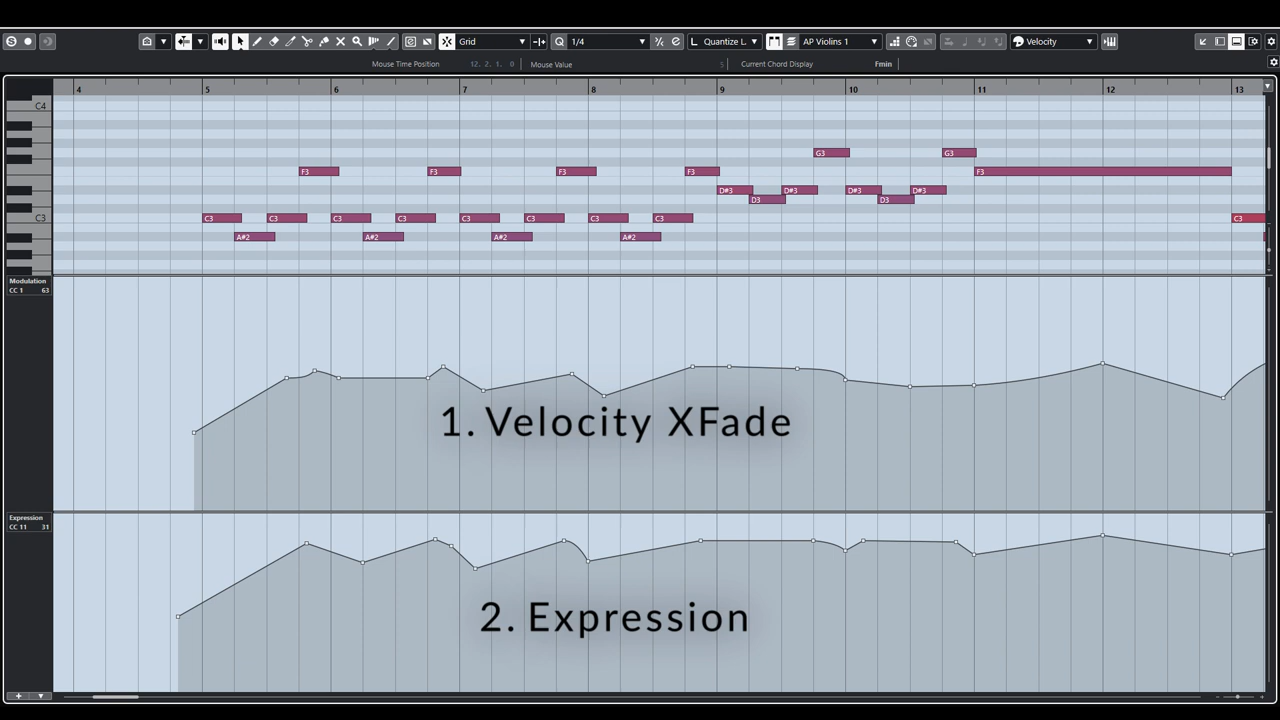 Grid 1/4 Quantize L. AP Violins 1 Velocity
Mouse Time Position 12. 2. 1. 0 Mouse Value 5 Current Chord Display Fmin
4 5 6 7 8 9 10 11 12 13
C4
G3 G3
F3 F3 F3 F3 F3
D#3 D#3 D#3 D#3
D3 D3
C3 C3 C3 C3 C3 C3 C3 C3 C3 C3
A#2 A#2 A#2 A#2
Modulation
CC 1 63
1. Velocity XFade
Expression
CC 11 31
2. Expression